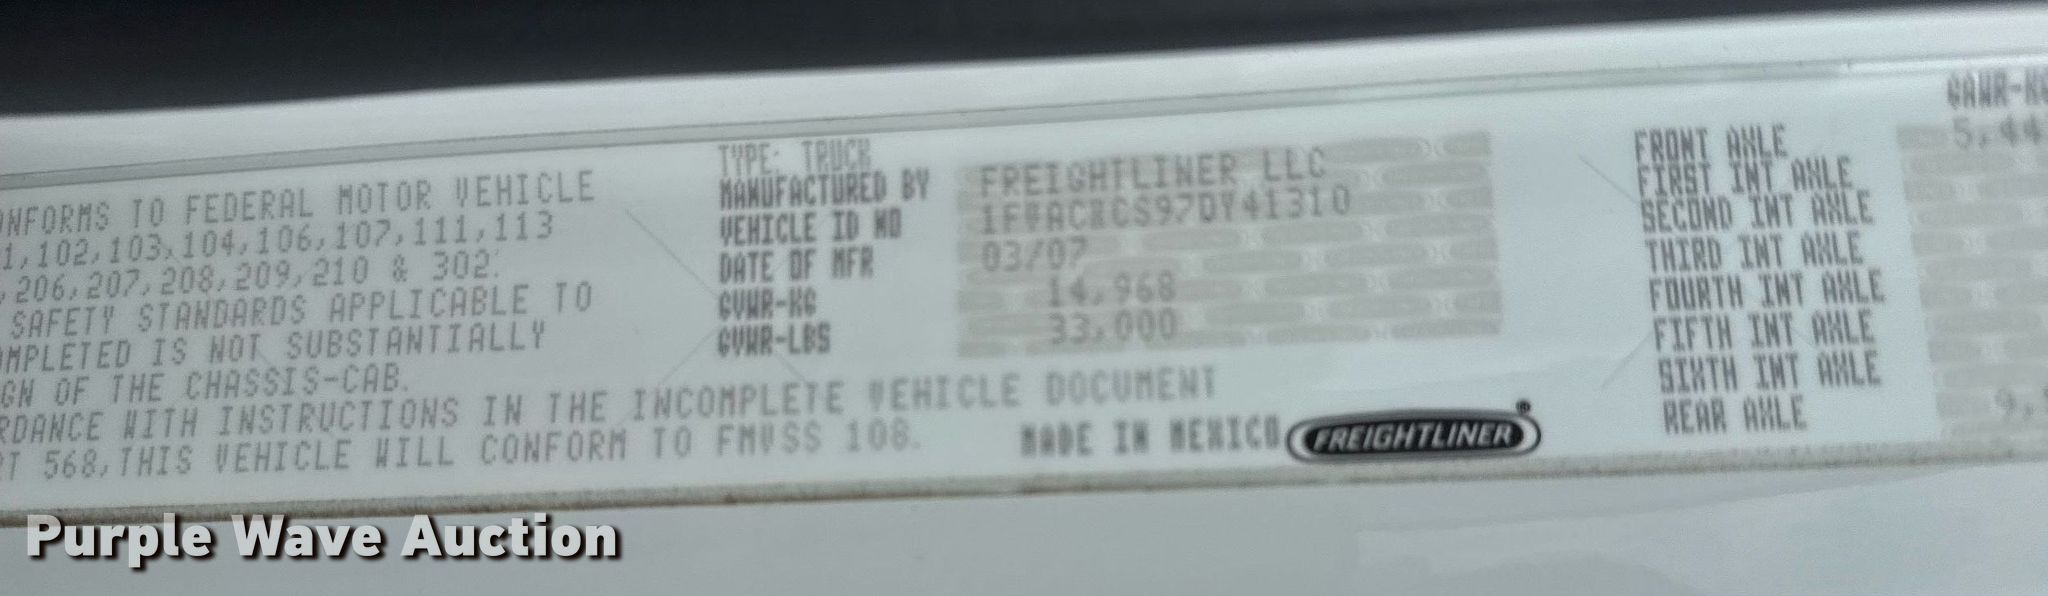 ONFORMS TO FEDERAL MOTOR VEHICLE
1,102,103,104,106,107,111,113
,206,207,208,209,210 & 302.
SAFETY STANDARDS APPLICABLE TO
OMPLETED IS NOT SUBSTANTIALLY
GN OF THE CHASSIS-CAB.
RDANCE WITH INSTRUCTIONS IN THE INCOMPLETE VEHICLE DOCUMENT
RT 568, THIS VEHICLE WILL CONFORM TO FMVSS 108.
TYPE: TRUCK
MANUFACTURED BY FREIGHTLINER LLC
VEHICLE ID NO 1FVACXCS97DY41310
DATE OF MFR 03/07
GVWR-KG 14,968
GVWR-LBS 33,000
MADE IN MEXICO
FREIGHTLINER
GAWR-KG
FRONT AXLE 5,44
FIRST INT AXLE
SECOND INT AXLE
THIRD INT AXLE
FOURTH INT AXLE
FIFTH INT AXLE
SIXTH INT AXLE
REAR AXLE 9,
Purple Wave Auction